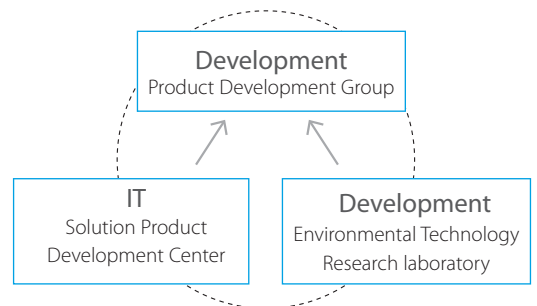 Development
Product Development Group
IT
Solution Product
Development Center
Development
Environmental Technology
Research laboratory